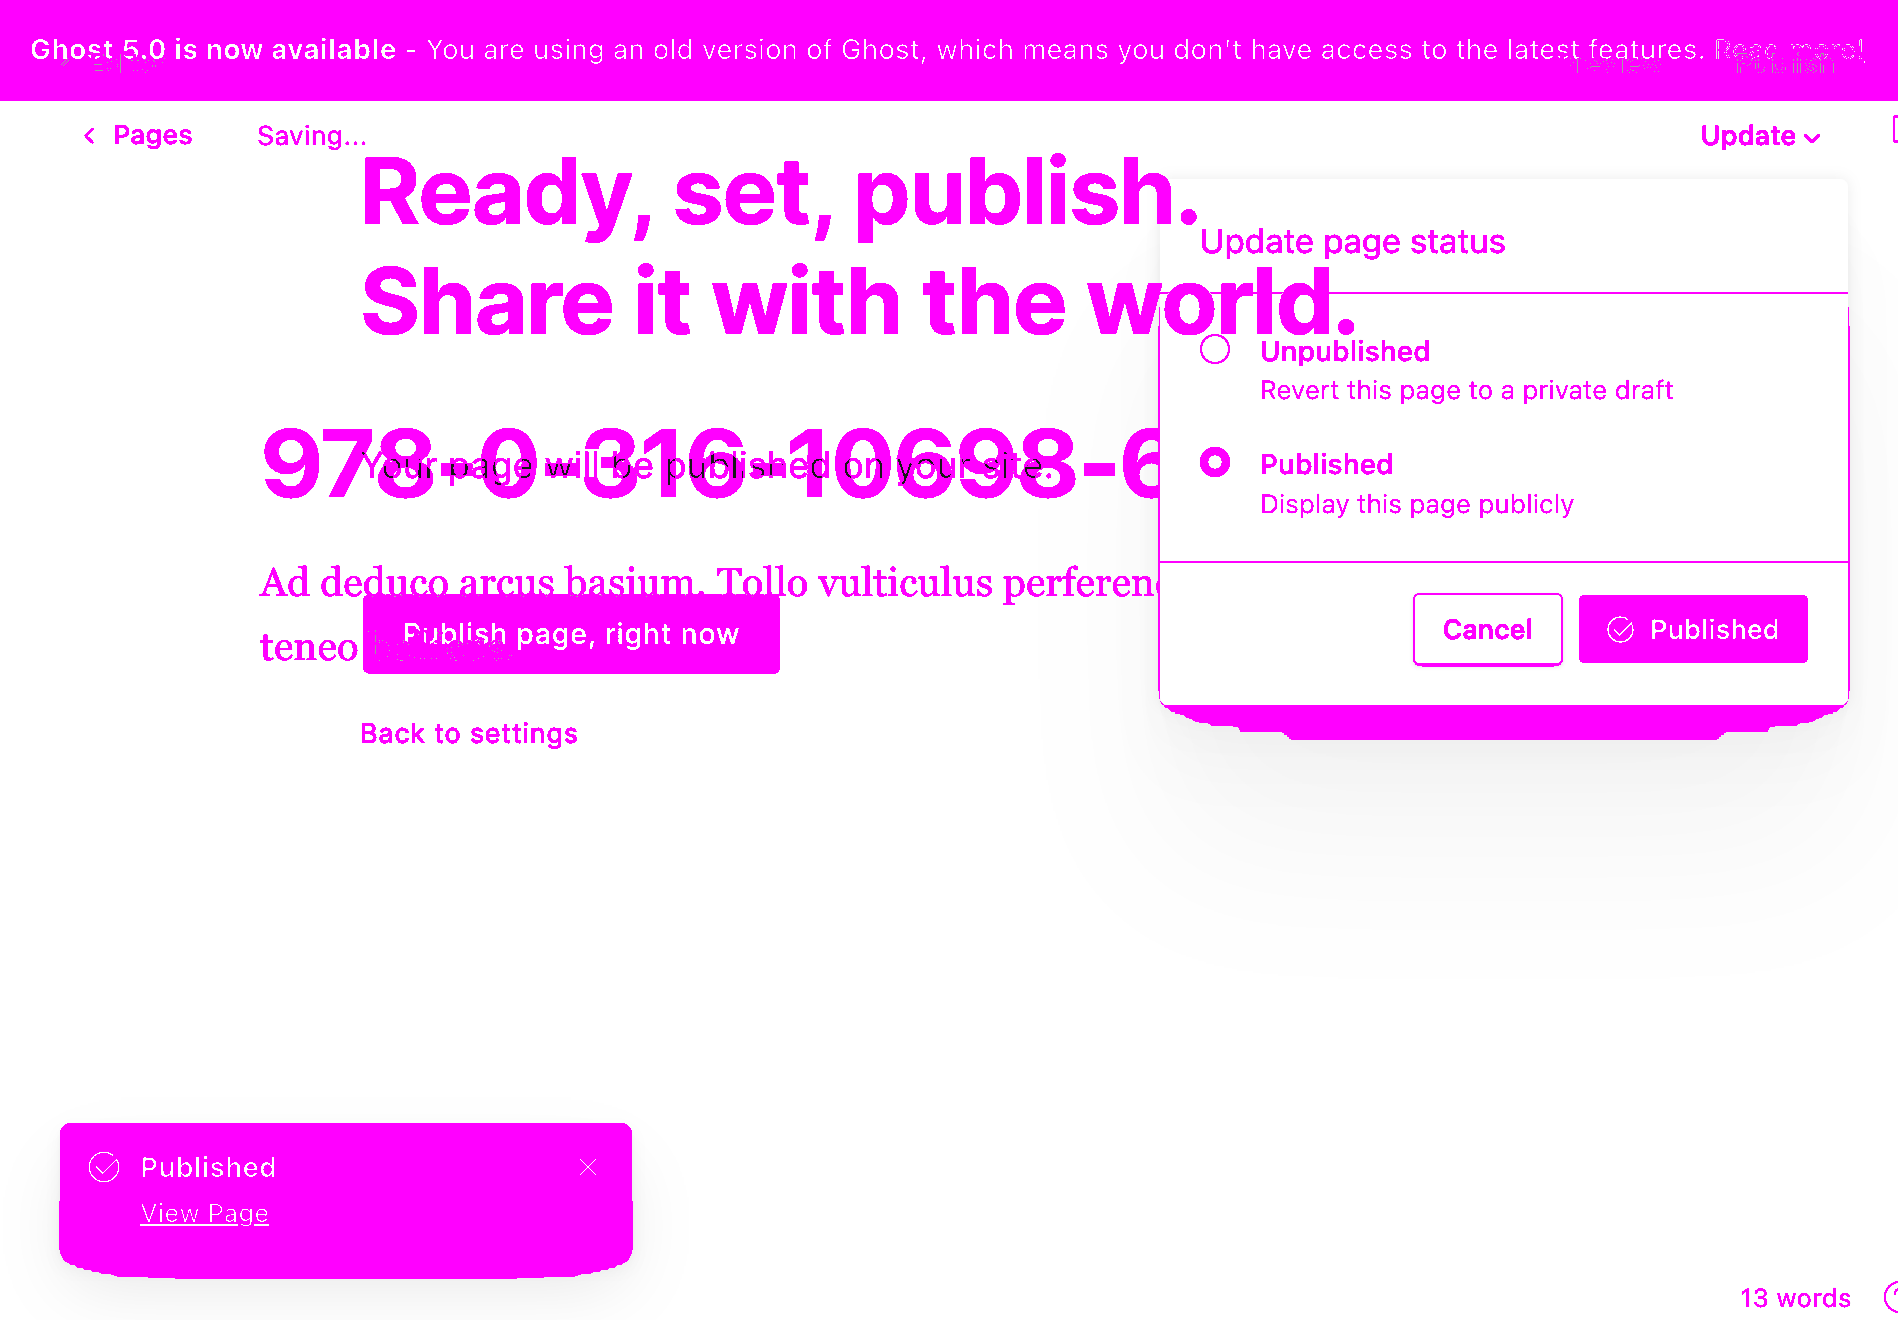 Ghost 5.0 is now available - You are using an old version of Ghost, which means you don't have access to the latest features. Read more!
Pages
Saving...
Update
Ready, set, publish.
Share it with the world.
Update page status
Unpublished
Revert this page to a private draft
978-0-316-10698-6
Your page will be published on your site.
Published
Display this page publicly
Ad deduco arcus basium. Tollo vulticulus
teneo
Publish page, right now
Cancel
Published
Back to settings
Published
View Page
13 words